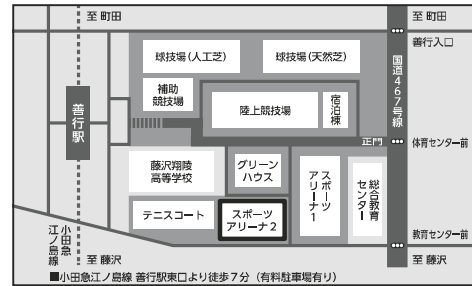 至 町田
至 町田
善行入口
球技場(人工芝)
球技場(天然芝)
補助
競技場
陸上競技場
宿泊棟
国道467号線
善行駅
正門
体育センター前
藤沢翔陵
高等学校
グリーン
ハウス
スポーツ
アリーナ1
総合教育
センター
テニスコート
スポーツ
アリーナ2
教育センター前
小田急
江ノ島線
至 藤沢
至 藤沢
■小田急江ノ島線 善行駅東口より徒歩7分(有料駐車場有り)